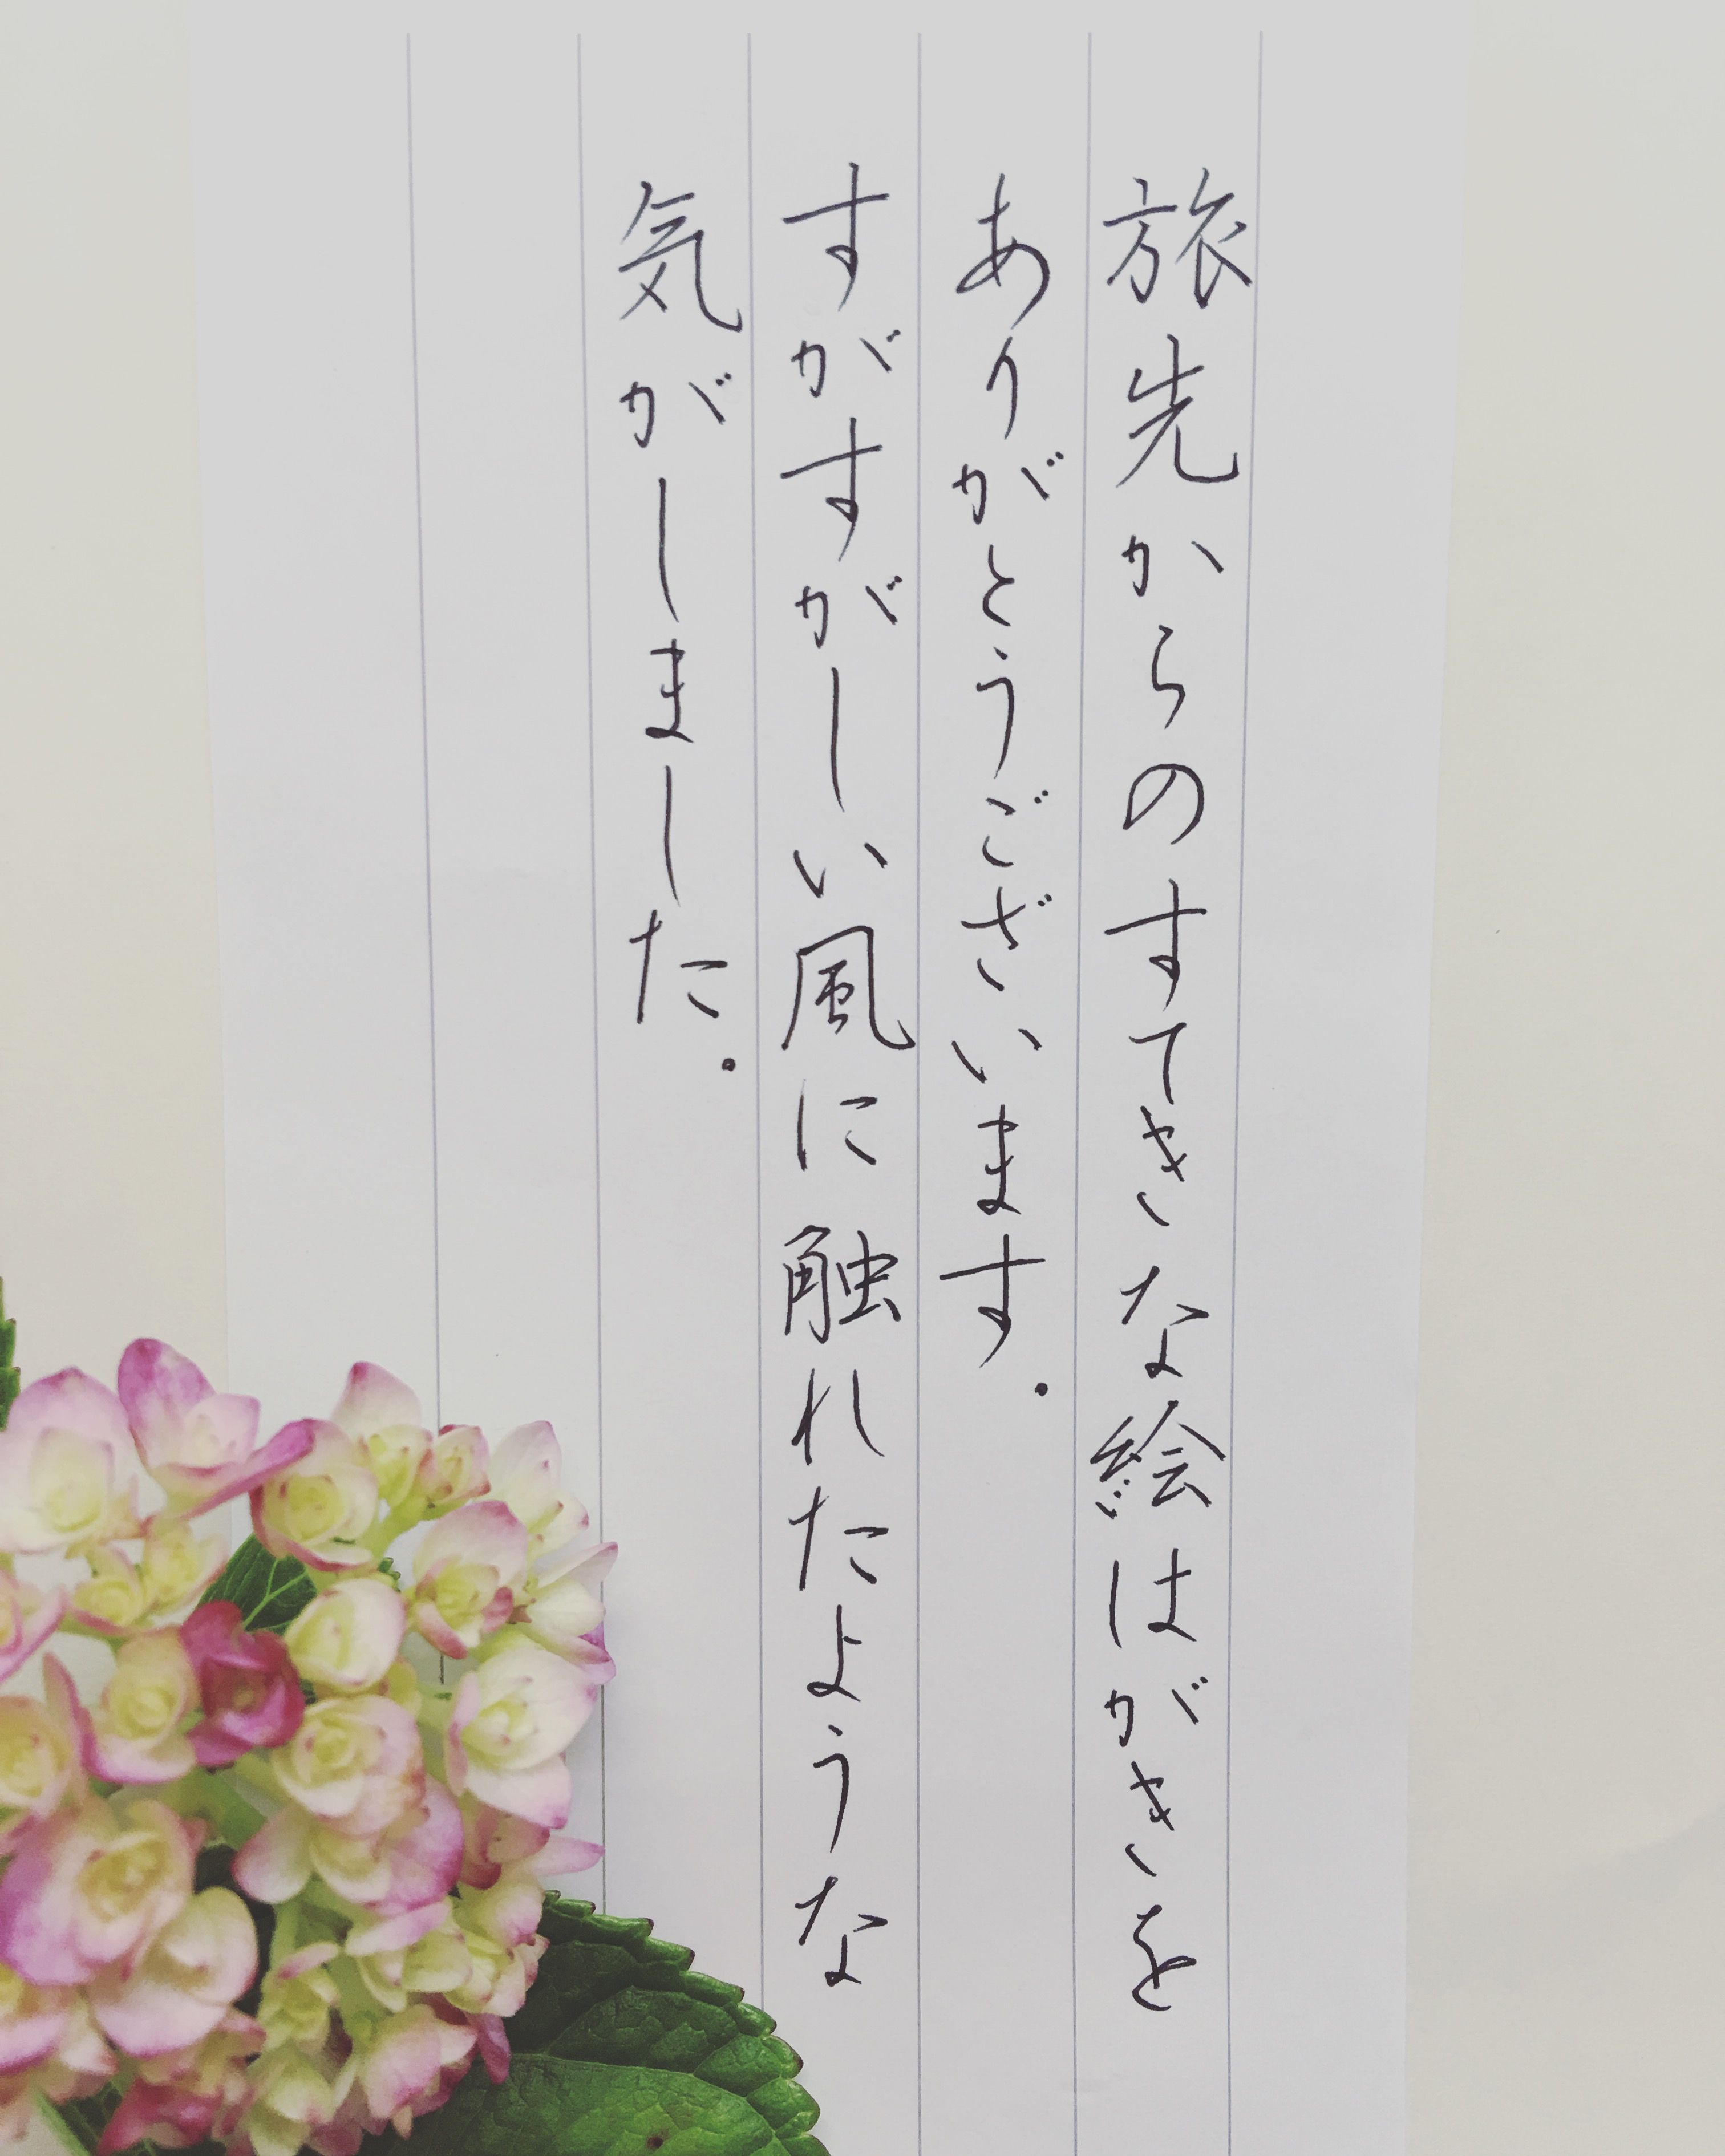 旅先からのすてきな絵はがきを
ありがとうございます。
すがすがしい風に触れたような
気がしました。